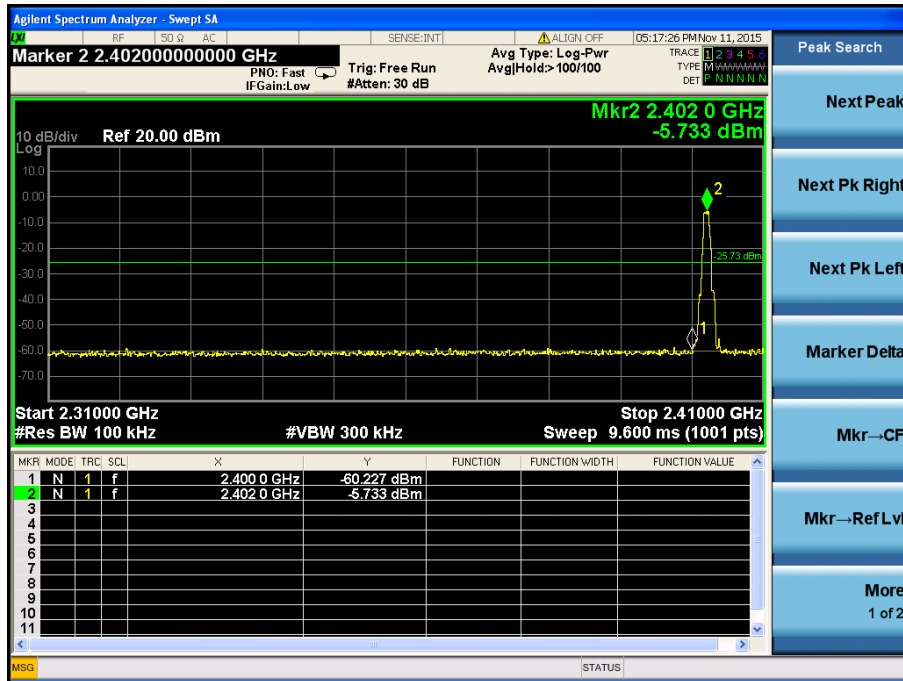 Agilent Spectrum Analyzer - Swept SA
LXI RF 50 Ω AC SENSE:INT ALIGN OFF 05:17:26 PM Nov 11, 2015
Marker 2 2.402000000000 GHz
PNO: Fast
IFGain:Low
Trig: Free Run
#Atten: 30 dB
Avg Type: Log-Pwr
Avg|Hold:>100/100
TRACE 1 2 3 4 5 6
TYPE M
DET P N N N N N
Peak Search
Mkr2 2.402 0 GHz
-5.733 dBm
10 dB/div Ref 20.00 dBm
Log
10.0
0.00
-10.0
-20.0
-30.0
-40.0
-50.0
-60.0
-70.0
2
-25.73 dBm
1
Start 2.31000 GHz Stop 2.41000 GHz
#Res BW 100 kHz #VBW 300 kHz Sweep 9.600 ms (1001 pts)
MKR MODE TRC SCL X Y FUNCTION FUNCTION WIDTH FUNCTION VALUE
1 N 1 f 2.400 0 GHz -60.227 dBm
2 N 1 f 2.402 0 GHz -5.733 dBm
3
4
5
6
7
8
9
10
11
MSG STATUS
Next Peak
Next Pk Right
Next Pk Left
Marker Delta
Mkr→CF
Mkr→Ref Lvl
More
1 of 2